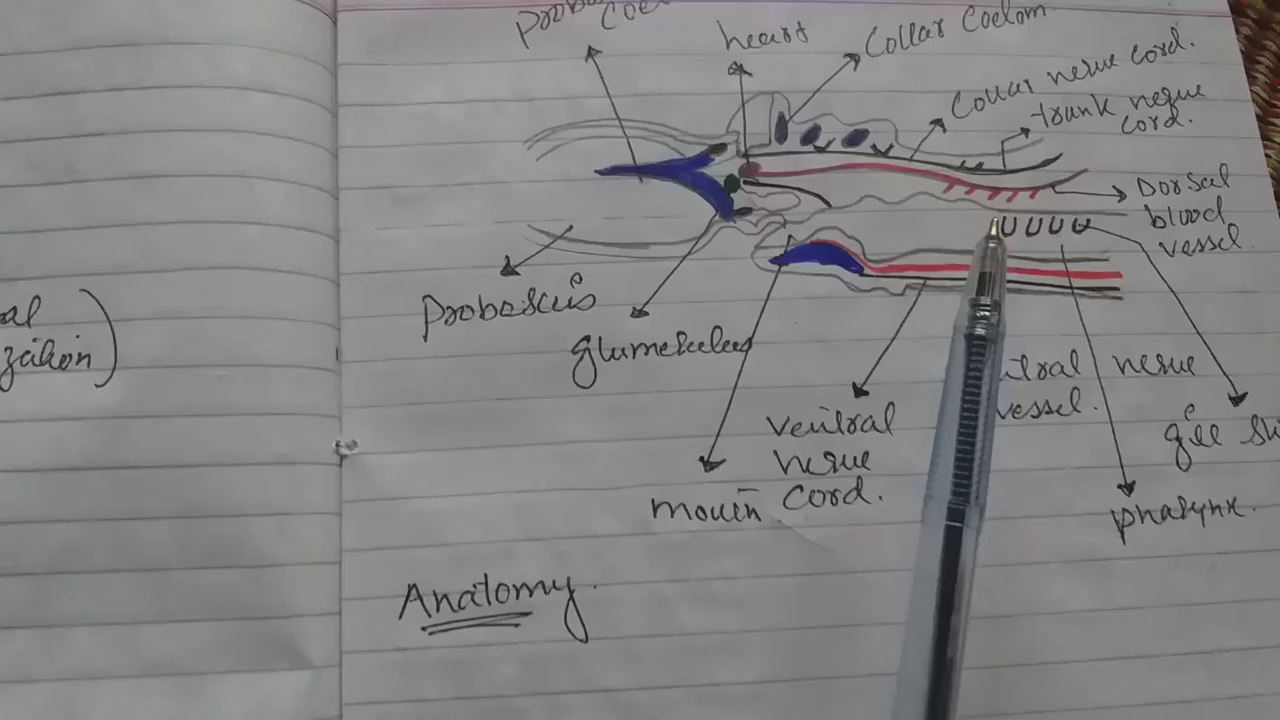 heart
Collar Coelom
Collar nerve cord.
trunk nerve
cord.
Dorsal
blood
vessel.
Proboscis
glumerulus
Ventral
nerve
cord.
nerve
vessel.
gill
mouth
pharynx.
Anatomy.